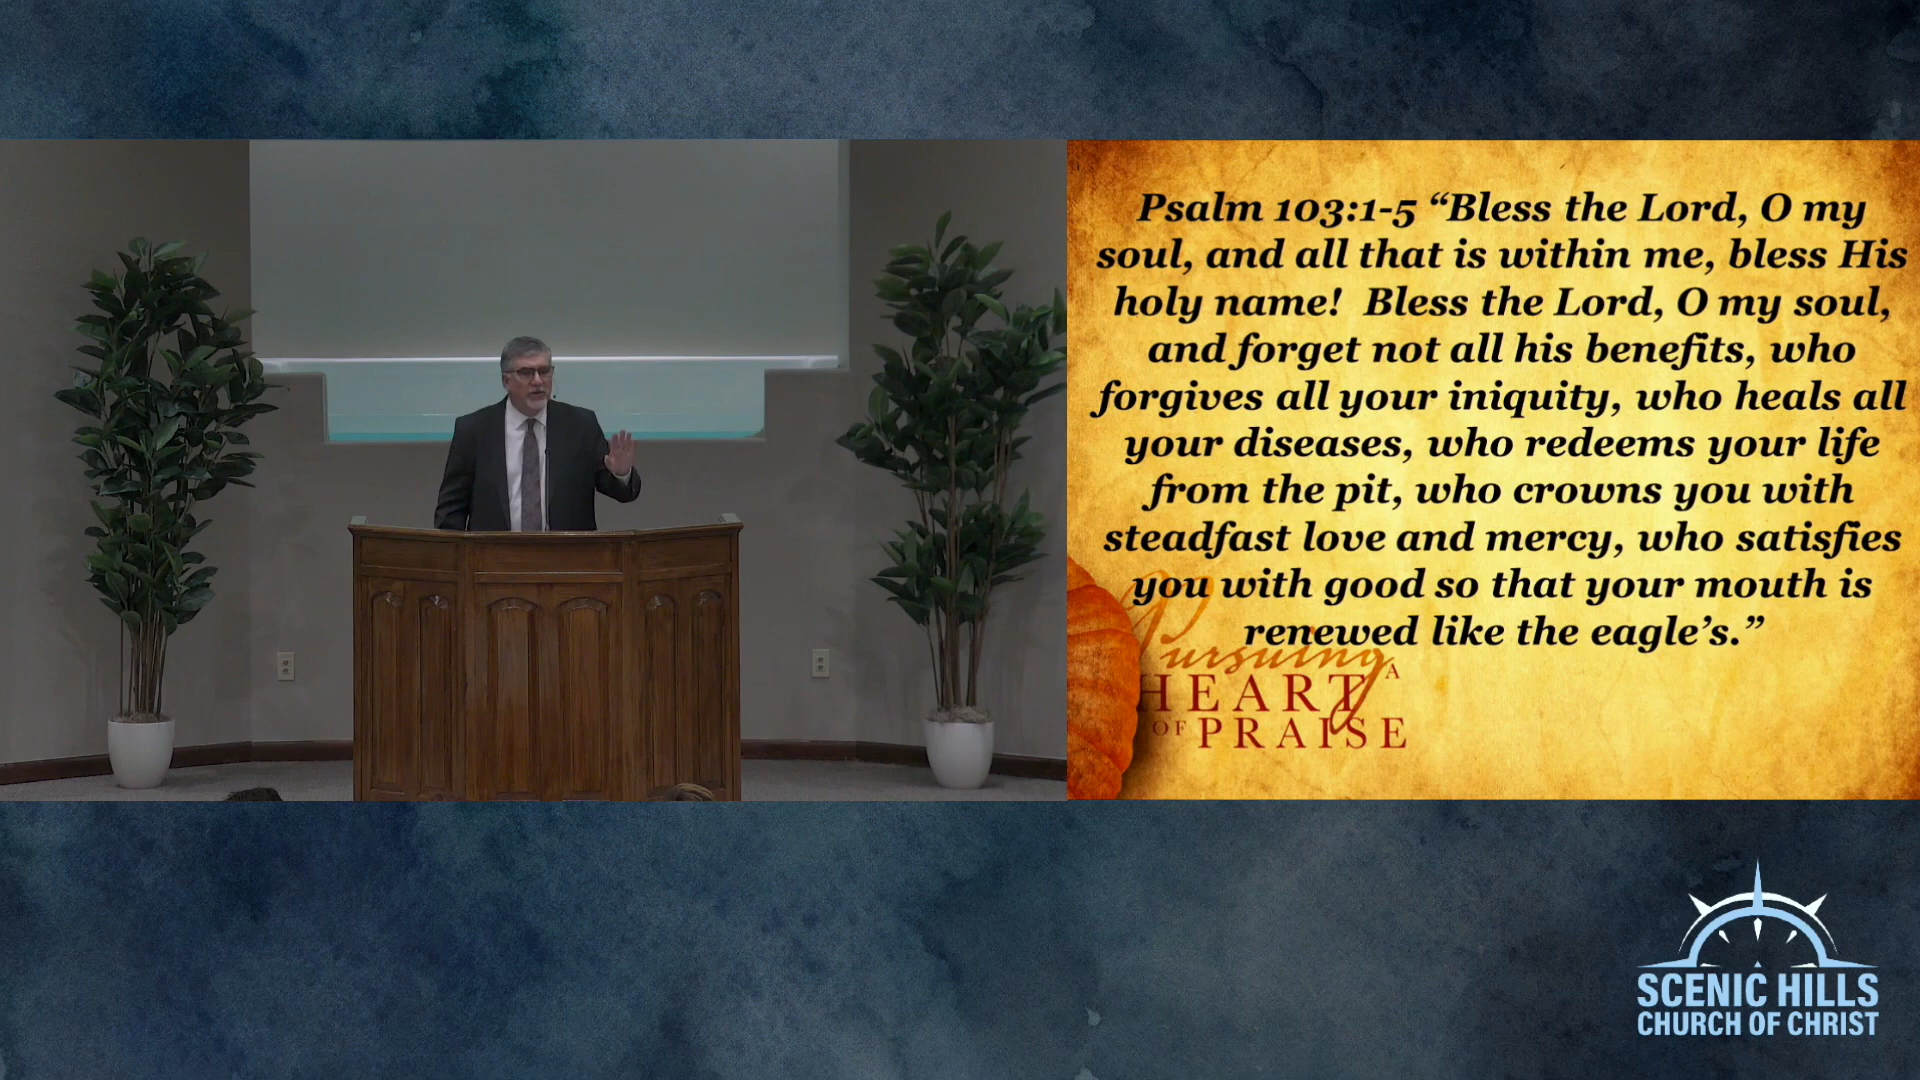 Psalm 103:1-5 “Bless the Lord, O my
soul, and all that is within me, bless His
holy name!  Bless the Lord, O my soul,
and forget not all his benefits, who
forgives all your iniquity, who heals all
your diseases, who redeems your life
from the pit, who crowns you with
steadfast love and mercy, who satisfies
you with good so that your mouth is
renewed like the eagle’s.”
Pursuing
A
HEART
OF PRAISE
SCENIC HILLS
CHURCH OF CHRIST